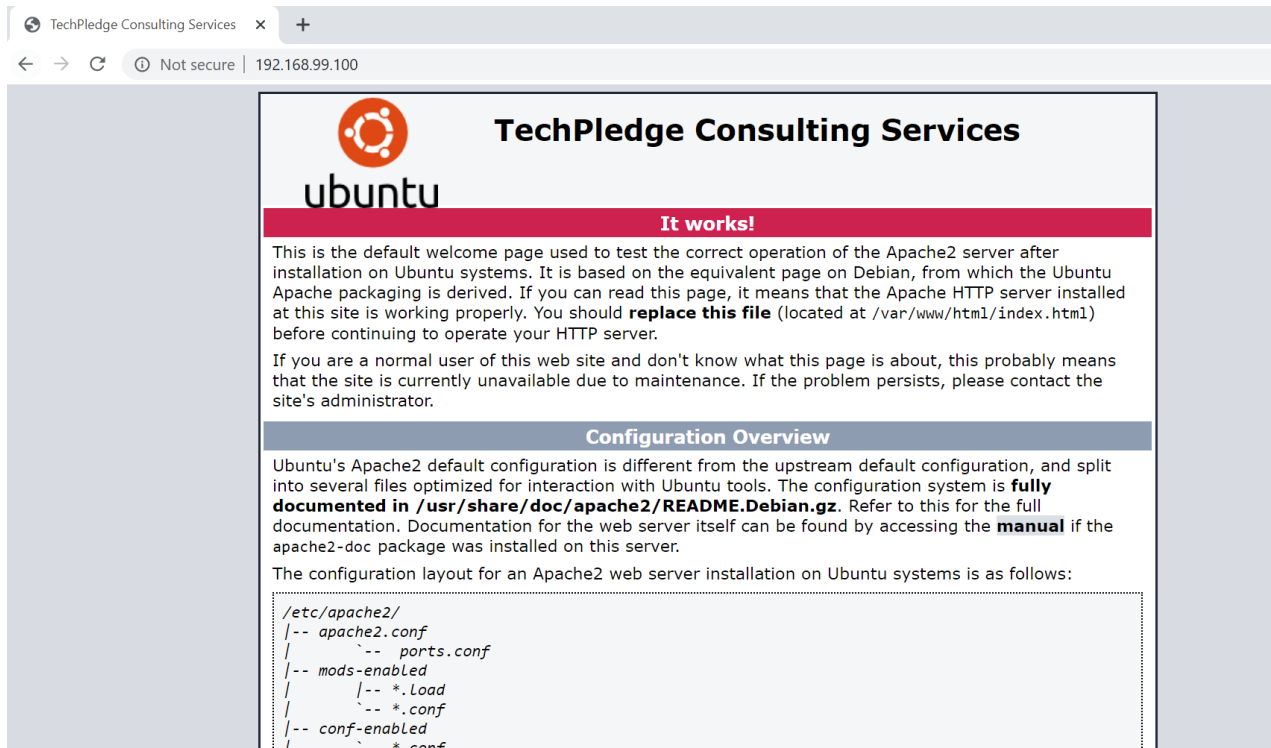 TechPledge Consulting Services
Not secure | 192.168.99.100
ubuntu
TechPledge Consulting Services
It works!
This is the default welcome page used to test the correct operation of the Apache2 server after
installation on Ubuntu systems. It is based on the equivalent page on Debian, from which the Ubuntu
Apache packaging is derived. If you can read this page, it means that the Apache HTTP server installed
at this site is working properly. You should replace this file (located at /var/www/html/index.html)
before continuing to operate your HTTP server.
If you are a normal user of this web site and don't know what this page is about, this probably means
that the site is currently unavailable due to maintenance. If the problem persists, please contact the
site's administrator.
Configuration Overview
Ubuntu's Apache2 default configuration is different from the upstream default configuration, and split
into several files optimized for interaction with Ubuntu tools. The configuration system is fully
documented in /usr/share/doc/apache2/README.Debian.gz. Refer to this for the full
documentation. Documentation for the web server itself can be found by accessing the manual if the
apache2-doc package was installed on this server.
The configuration layout for an Apache2 web server installation on Ubuntu systems is as follows:
/etc/apache2/
|-- apache2.conf
|       `--  ports.conf
|-- mods-enabled
|       |-- *.load
|       `-- *.conf
|-- conf-enabled
|       `-- *.conf